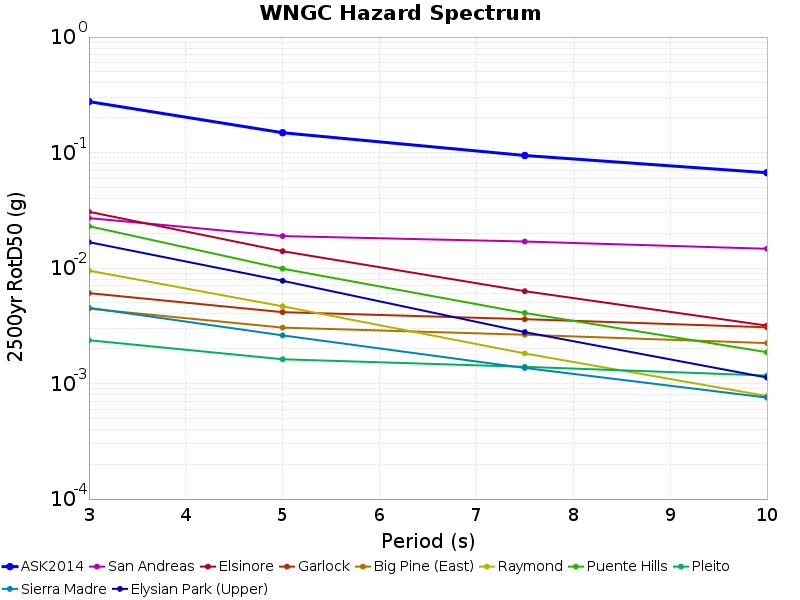 WNGC Hazard Spectrum
10^0
10^-1
10^-2
10^-3
10^-4
2500yr RotD50 (g)
3 4 5 6 7 8 9 10
Period (s)
ASK2014 San Andreas Elsinore Garlock Big Pine (East) Raymond Puente Hills Pleito
Sierra Madre Elysian Park (Upper)